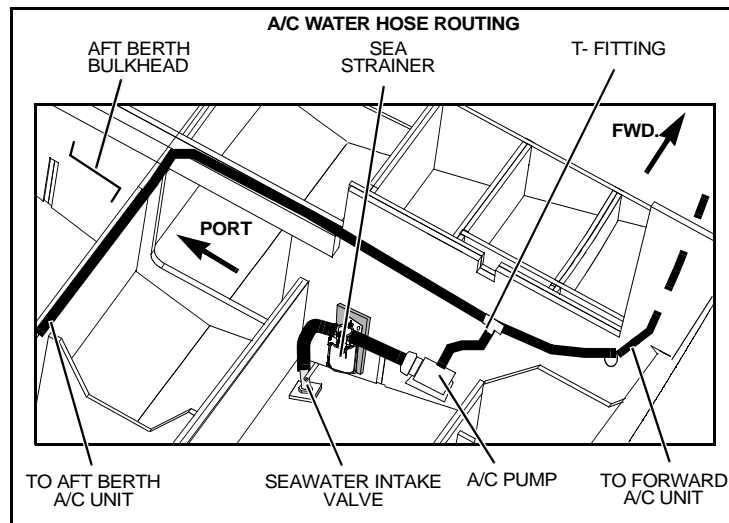 A/C WATER HOSE ROUTING
AFT BERTH
BULKHEAD
SEA
STRAINER
T- FITTING
FWD.
PORT
TO AFT BERTH
A/C UNIT
SEAWATER INTAKE
VALVE
A/C PUMP
TO FORWARD
A/C UNIT